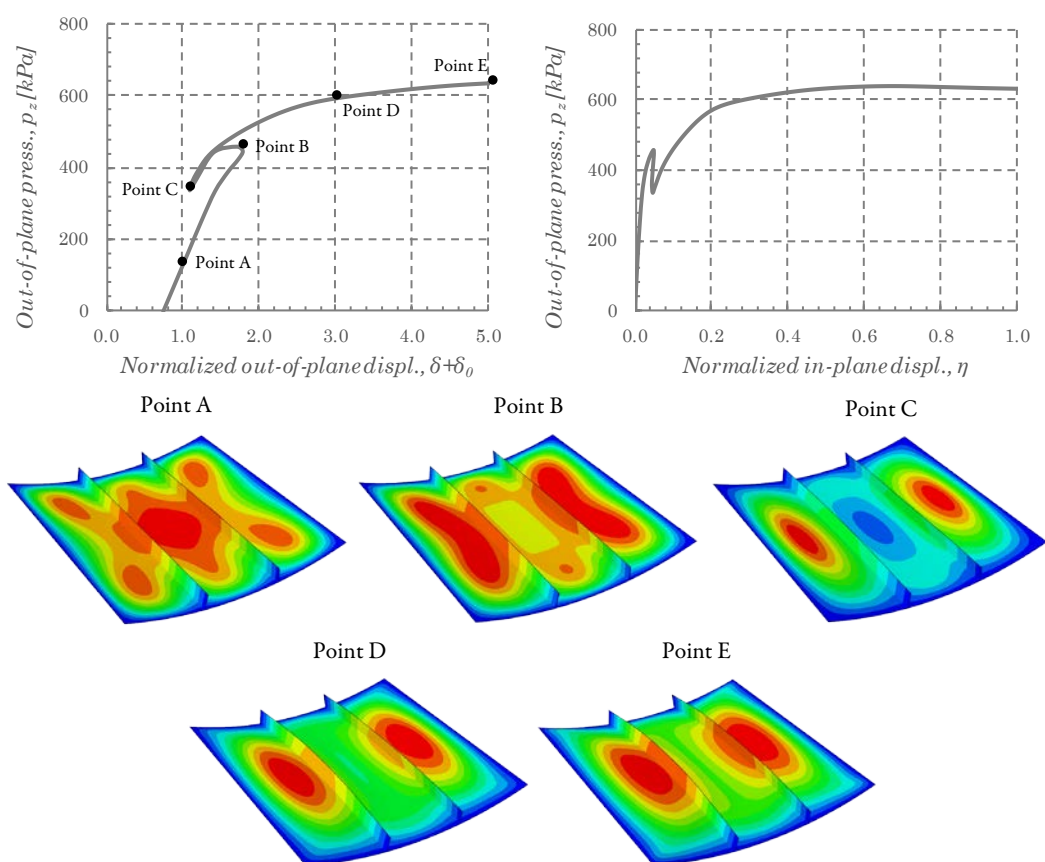 Out-of-plane press., p z [kPa]
800
600
400
200
0
Point E
Point D
Point B
Point C
Point A
0.0 1.0 2.0 3.0 4.0 5.0
Normalized out-of-plane displ., δ+δ0
Out-of-plane press., p z [kPa]
800
600
400
200
0
0.0 0.2 0.4 0.6 0.8 1.0
Normalized in-plane displ., η
Point A Point B Point C
Point D Point E